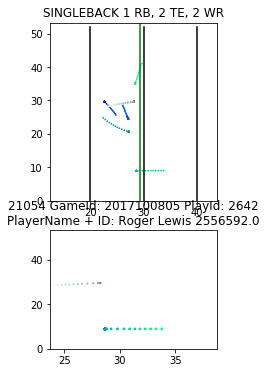 SINGLEBACK 1 RB, 2 TE, 2 WR
50
40
30
20
10
0
20 30 40
21054 GameId: 2017100805 PlayId: 2642
PlayerName + ID: Roger Lewis 2556592.0
40
20
0
25 30 35